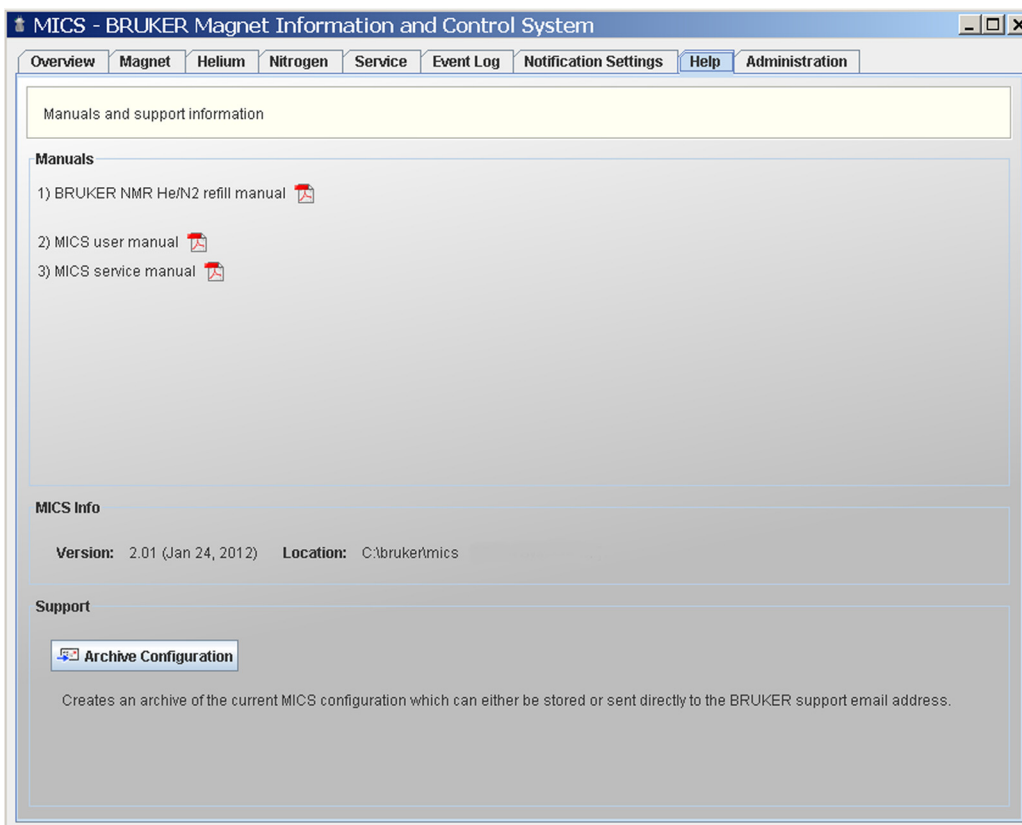 MICS - BRUKER Magnet Information and Control System
Overview Magnet Helium Nitrogen Service Event Log Notification Settings Help Administration
Manuals and support information
Manuals
1) BRUKER NMR He/N2 refill manual
2) MICS user manual
3) MICS service manual
MICS Info
Version: 2.01 (Jan 24, 2012) Location: C:\bruker\mics
Support
Archive Configuration
Creates an archive of the current MICS configuration which can either be stored or sent directly to the BRUKER support email address.